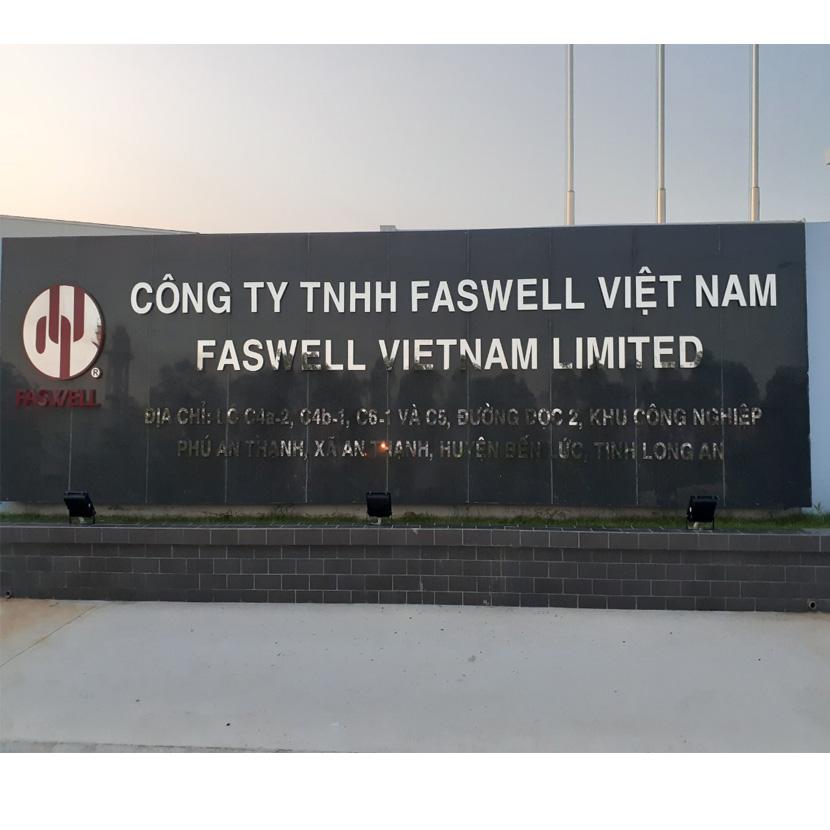 CÔNG TY TNHH FASWELL VIỆT NAM
FASWELL VIETNAM LIMITED
®
FASWELL
ĐỊA CHỈ: LÔ C4a-2, C4b-1, C6-1 VÀ C5, ĐƯỜNG DỌC 2, KHU CÔNG NGHIỆP
PHÚ AN THẠNH, XÃ AN THẠNH, HUYỆN BẾN LỨC, TỈNH LONG AN